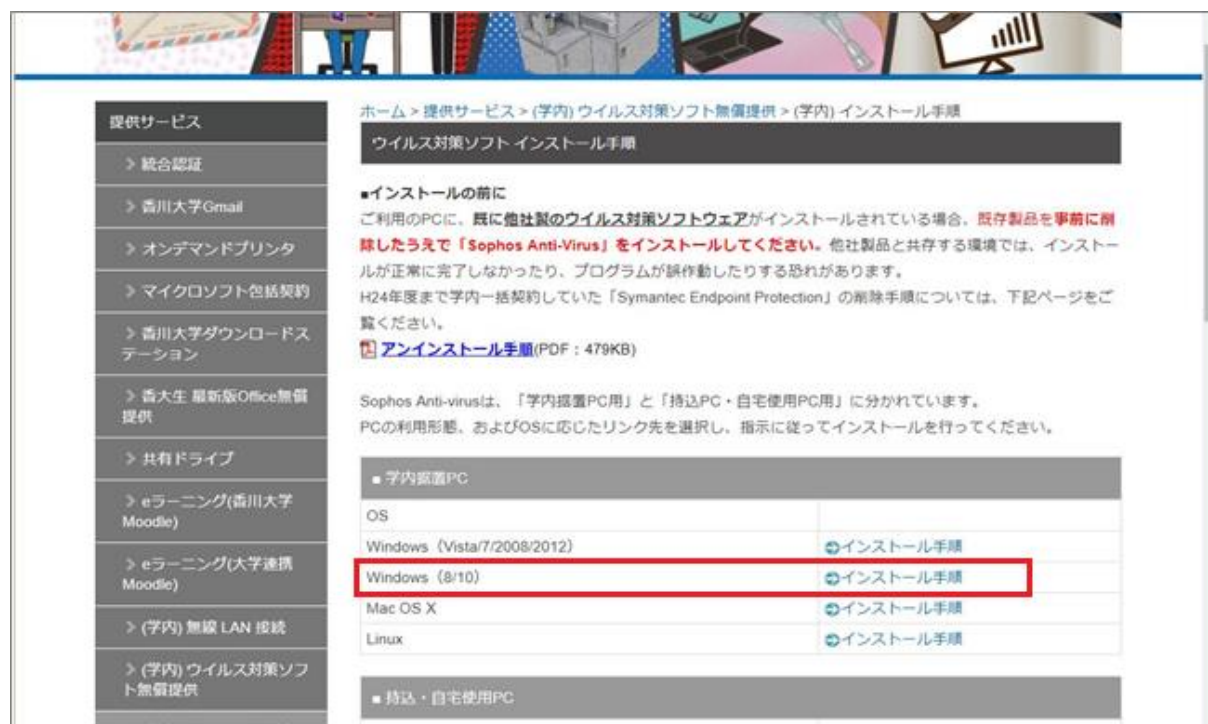 提供サービス
> 統合認証
> 香川大学Gmail
> オンデマンドプリンタ
> マイクロソフト包括契約
> 香川大学ダウンロードス
テーション
> 香大生 最新版Office無償
提供
> 共有ドライブ
> eラーニング(香川大学
Moodle)
> eラーニング(大学連携
Moodle)
> (学内) 無線 LAN 接続
> (学内) ウイルス対策ソフ
ト無償提供
ホーム > 提供サービス > (学内) ウイルス対策ソフト無償提供 > (学内) インストール手順
ウイルス対策ソフト インストール手順
■インストールの前に
ご利用のPCに、既に他社製のウイルス対策ソフトウェアがインストールされている場合、既存製品を事前に削
除したうえで「Sophos Anti-Virus」をインストールしてください。他社製品と共存する環境では、インストー
ルが正常に完了しなかったり、プログラムが誤作動したりする恐れがあります。
H24年度まで学内一括契約していた「Symantec Endpoint Protection」の削除手順については、下記ページをご
覧ください。
アンインストール手順(PDF：479KB)
Sophos Anti-virusは、「学内据置PC用」と「持込PC・自宅使用PC用」に分かれています。
PCの利用形態、およびOSに応じたリンク先を選択し、指示に従ってインストールを行ってください。
■ 学内据置PC
OS
Windows（Vista/7/2008/2012） インストール手順
Windows（8/10） インストール手順
Mac OS X インストール手順
Linux インストール手順
■ 持込・自宅使用PC